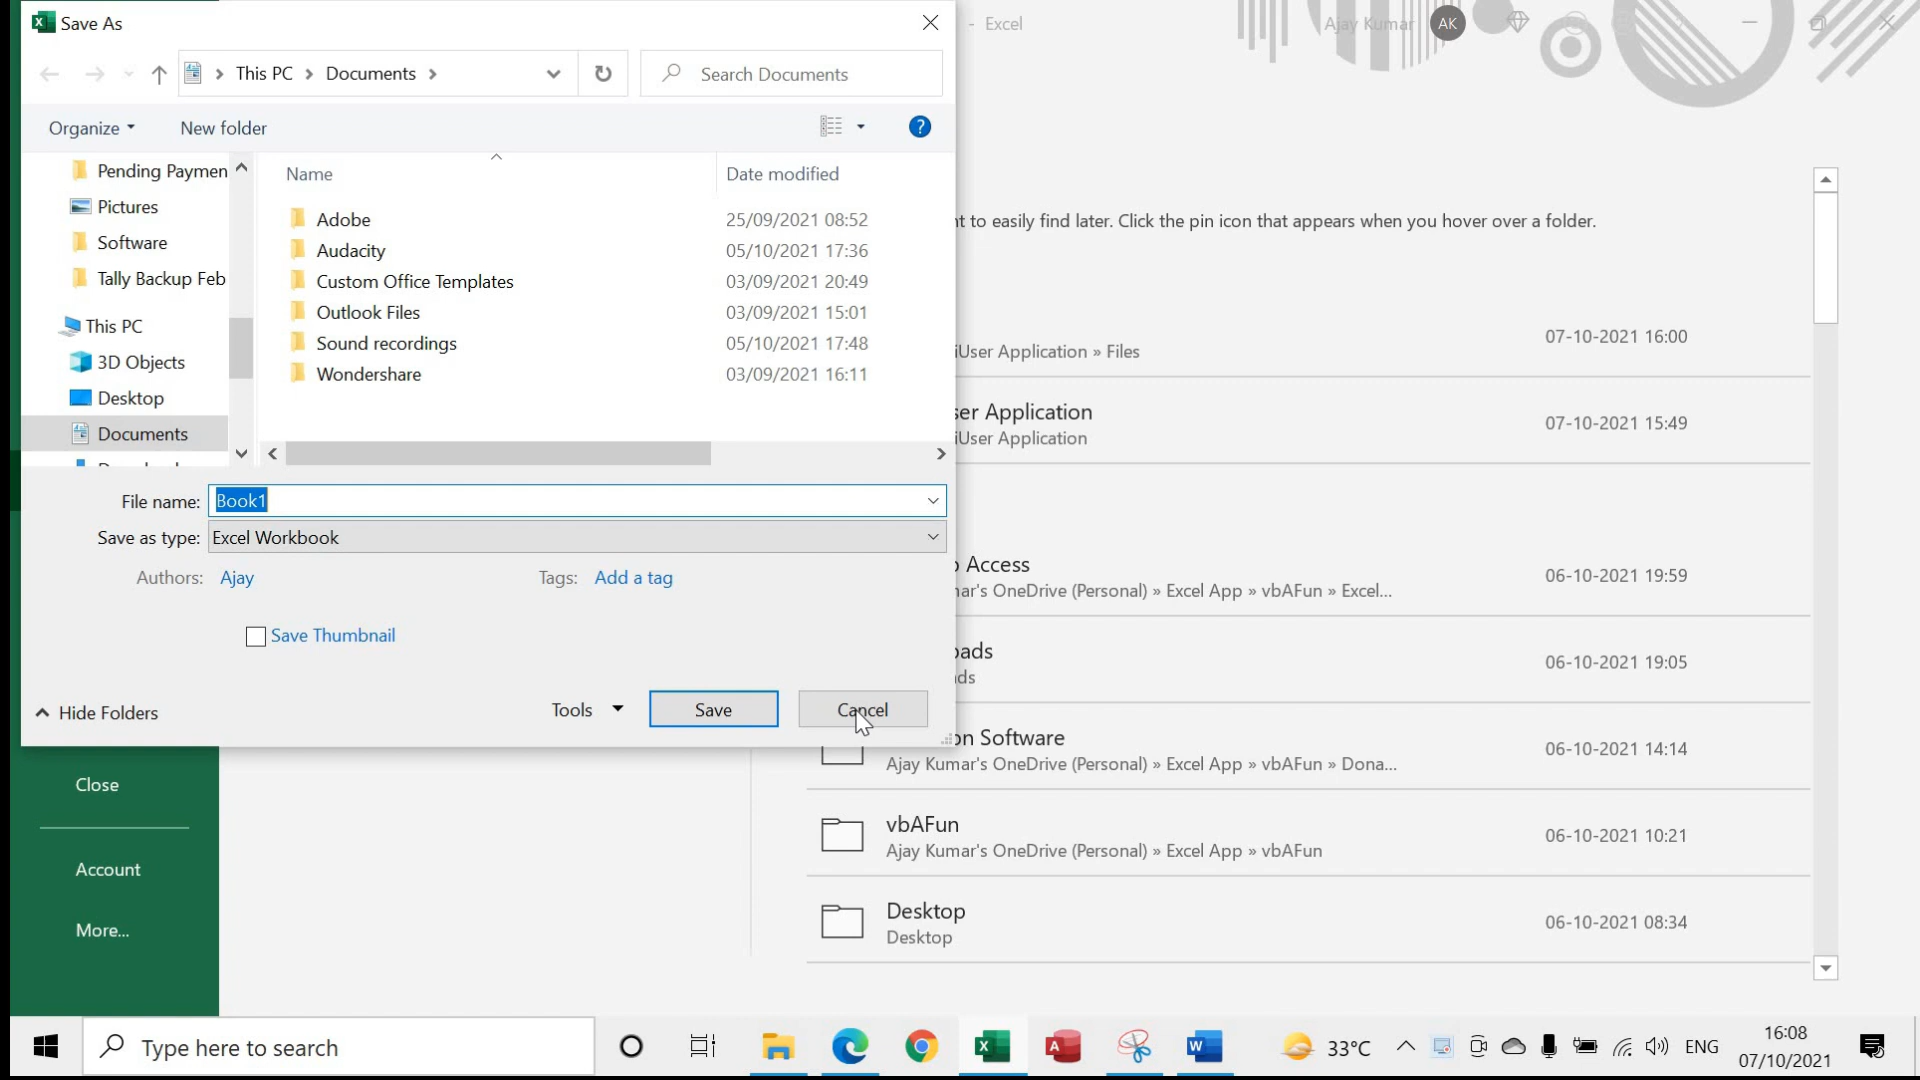 Save As
- Excel
Ajay Kumar
AK
This PC > Documents >
Search Documents
Organize
New folder
Pending Paymen
Pictures
Software
Tally Backup Feb
This PC
3D Objects
Desktop
Documents
Name
Date modified
Adobe 25/09/2021 08:52
Audacity 05/10/2021 17:36
Custom Office Templates 03/09/2021 20:49
Outlook Files 03/09/2021 15:01
Sound recordings 05/10/2021 17:48
Wondershare 03/09/2021 16:11
File name: Book1
Save as type: Excel Workbook
Authors: Ajay
Tags: Add a tag
Save Thumbnail
Hide Folders
Tools
Save
Cancel
nt to easily find later. Click the pin icon that appears when you hover over a folder.
07-10-2021 16:00
iUser Application » Files
ser Application
07-10-2021 15:49
iUser Application
Access
06-10-2021 19:59
nar's OneDrive (Personal) » Excel App » vbAFun » Excel...
oads
06-10-2021 19:05
ds
on Software
06-10-2021 14:14
Ajay Kumar's OneDrive (Personal) » Excel App » vbAFun » Dona...
vbAFun
06-10-2021 10:21
Ajay Kumar's OneDrive (Personal) » Excel App » vbAFun
Desktop
06-10-2021 08:34
Desktop
Close
Account
More...
Type here to search
33°C
ENG
16:08
07/10/2021